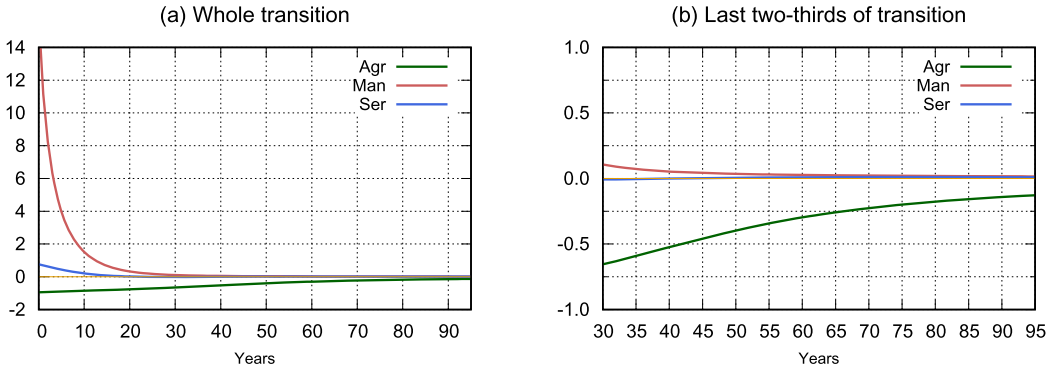 (a) Whole transition
14
12
10
8
6
4
2
0
-2
0 10 20 30 40 50 60 70 80 90
Years
Agr
Man
Ser
(b) Last two-thirds of transition
1.0
0.5
0.0
-0.5
-1.0
30 35 40 45 50 55 60 65 70 75 80 85 90 95
Years
Agr
Man
Ser